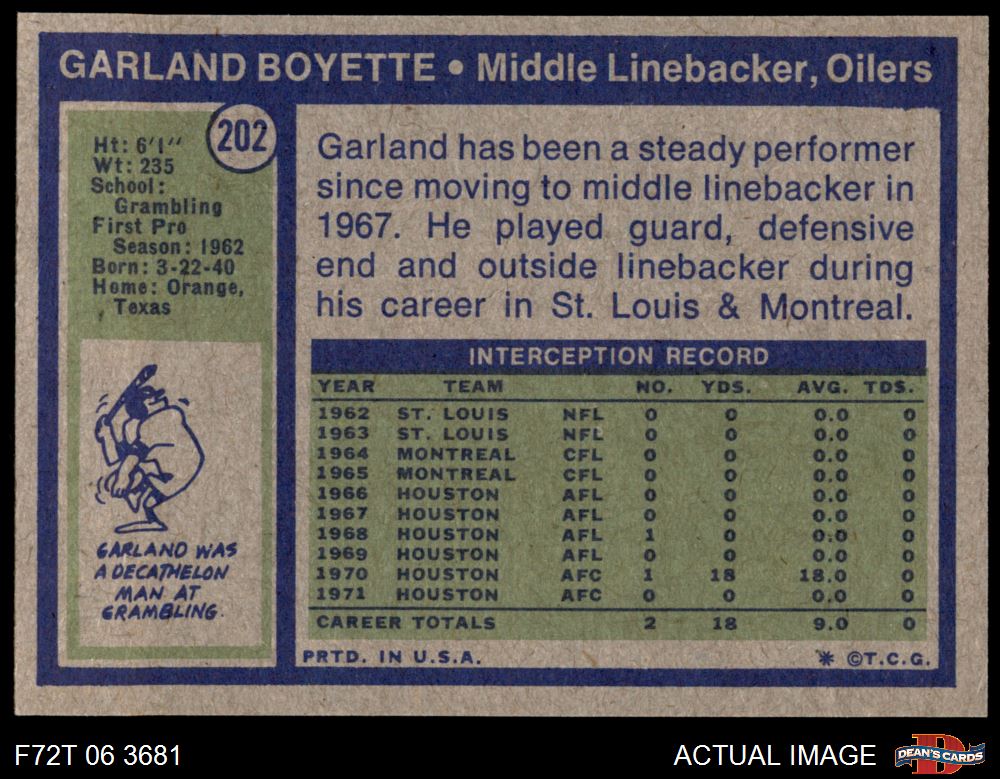 GARLAND BOYETTE • Middle Linebacker, Oilers
202
Ht: 6'1"
Wt: 235
School:
Grambling
First Pro
Season: 1962
Born: 3-22-40
Home: Orange,
Texas
GARLAND WAS
A DECATHELON
MAN AT
GRAMBLING.
Garland has been a steady performer
since moving to middle linebacker in
1967. He played guard, defensive
end and outside linebacker during
his career in St. Louis & Montreal.
INTERCEPTION RECORD
YEAR TEAM NO. YDS. AVG. TDS.
1962 ST. LOUIS NFL 0 0 0.0 0
1963 ST. LOUIS NFL 0 0 0.0 0
1964 MONTREAL CFL 0 0 0.0 0
1965 MONTREAL CFL 0 0 0.0 0
1966 HOUSTON AFL 0 0 0.0 0
1967 HOUSTON AFL 0 0 0.0 0
1968 HOUSTON AFL 1 0 0.0 0
1969 HOUSTON AFL 0 0 0.0 0
1970 HOUSTON AFC 1 18 18.0 0
1971 HOUSTON AFC 0 0 0.0 0
CAREER TOTALS 2 18 9.0 0
PRTD. IN U.S.A. * ©T.C.G.
F72T 06 3681 ACTUAL IMAGE
DEAN'S CARDS